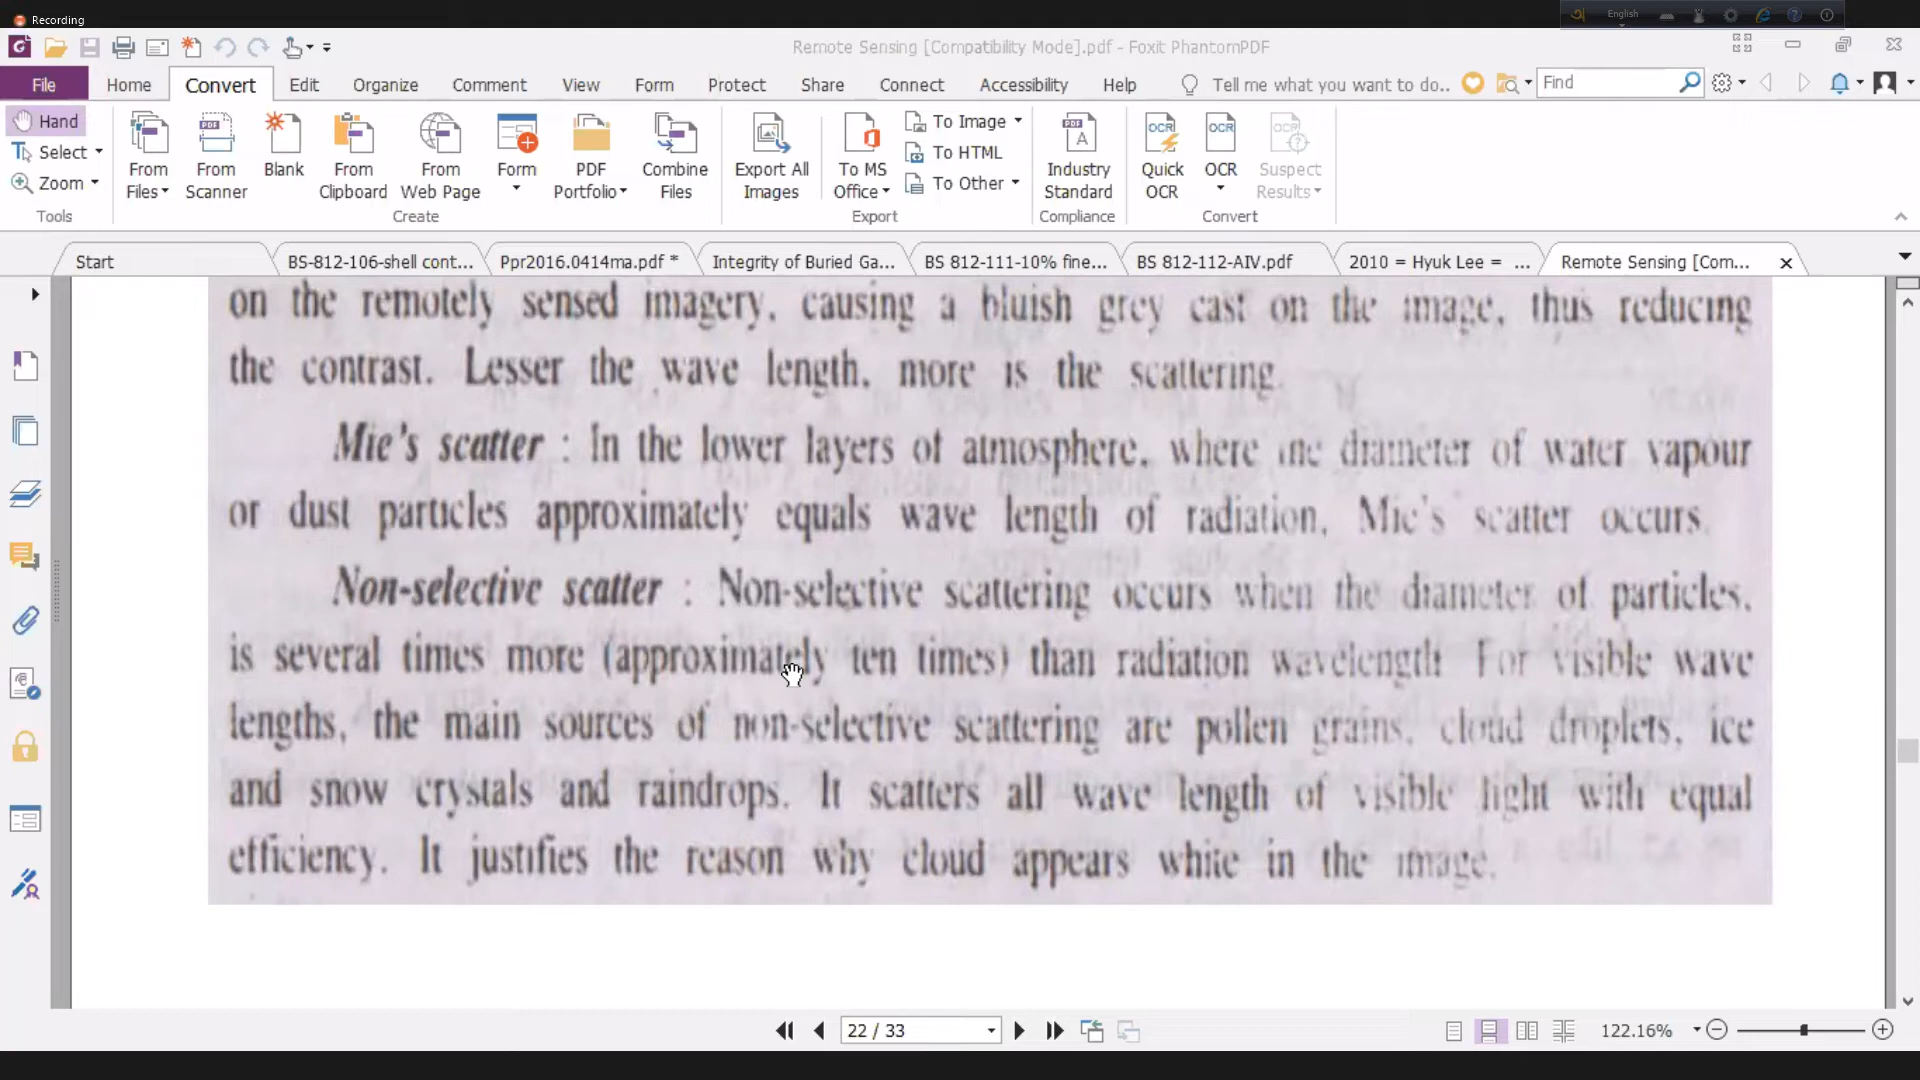 Recording
English
Remote Sensing [Compatibility Mode].pdf - Foxit PhantomPDF
File Home Convert Edit Organize Comment View Form Protect Share Connect Accessibility Help Tell me what you want to do.. Find
Hand
Select
Zoom
Tools
From Files
From Scanner
Blank
From Clipboard
From Web Page
Form
PDF Portfolio
Combine Files
Create
Export All Images
To MS Office
To Image
To HTML
To Other
Export
Industry Standard
Compliance
Quick OCR
OCR
Suspect Results
Convert
Start BS-812-106-shell cont... Ppr2016.0414ma.pdf * Integrity of Buried Ga... BS 812-111-10% fine... BS 812-112-AIV.pdf 2010 = Hyuk Lee = ... Remote Sensing [Com...
on the remotely sensed imagery, causing a bluish grey cast on the image, thus reducing
the contrast. Lesser the wave length, more is the scattering.
Mie's scatter : In the lower layers of atmosphere, where the diameter of water vapour
or dust particles approximately equals wave length of radiation, Mie's scatter occurs.
Non-selective scatter : Non-selective scattering occurs when the diameter of particles,
is several times more (approximately ten times) than radiation wavelength For visible wave
lengths, the main sources of non-selective scattering are pollen grains, cloud droplets, ice
and snow crystals and raindrops. It scatters all wave length of visible light with equal
efficiency. It justifies the reason why cloud appears white in the image.
22 / 33
122.16%